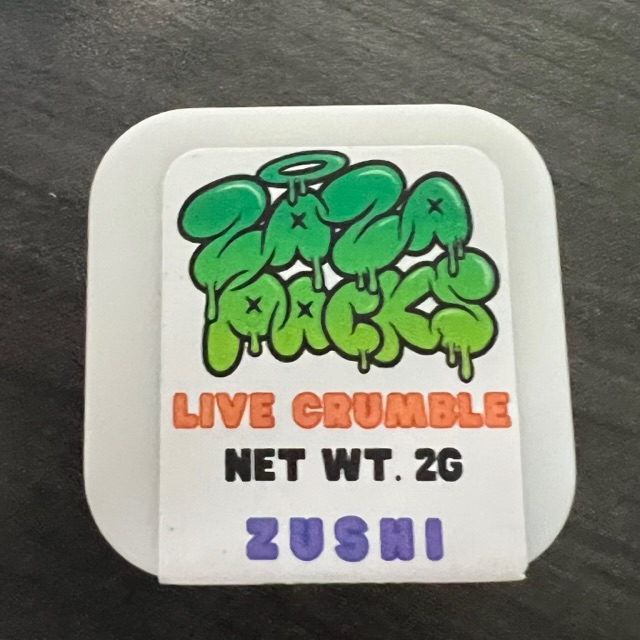 ZAZA
PACKS
LIVE CRUMBLE
NET WT. 2G
ZUSHI